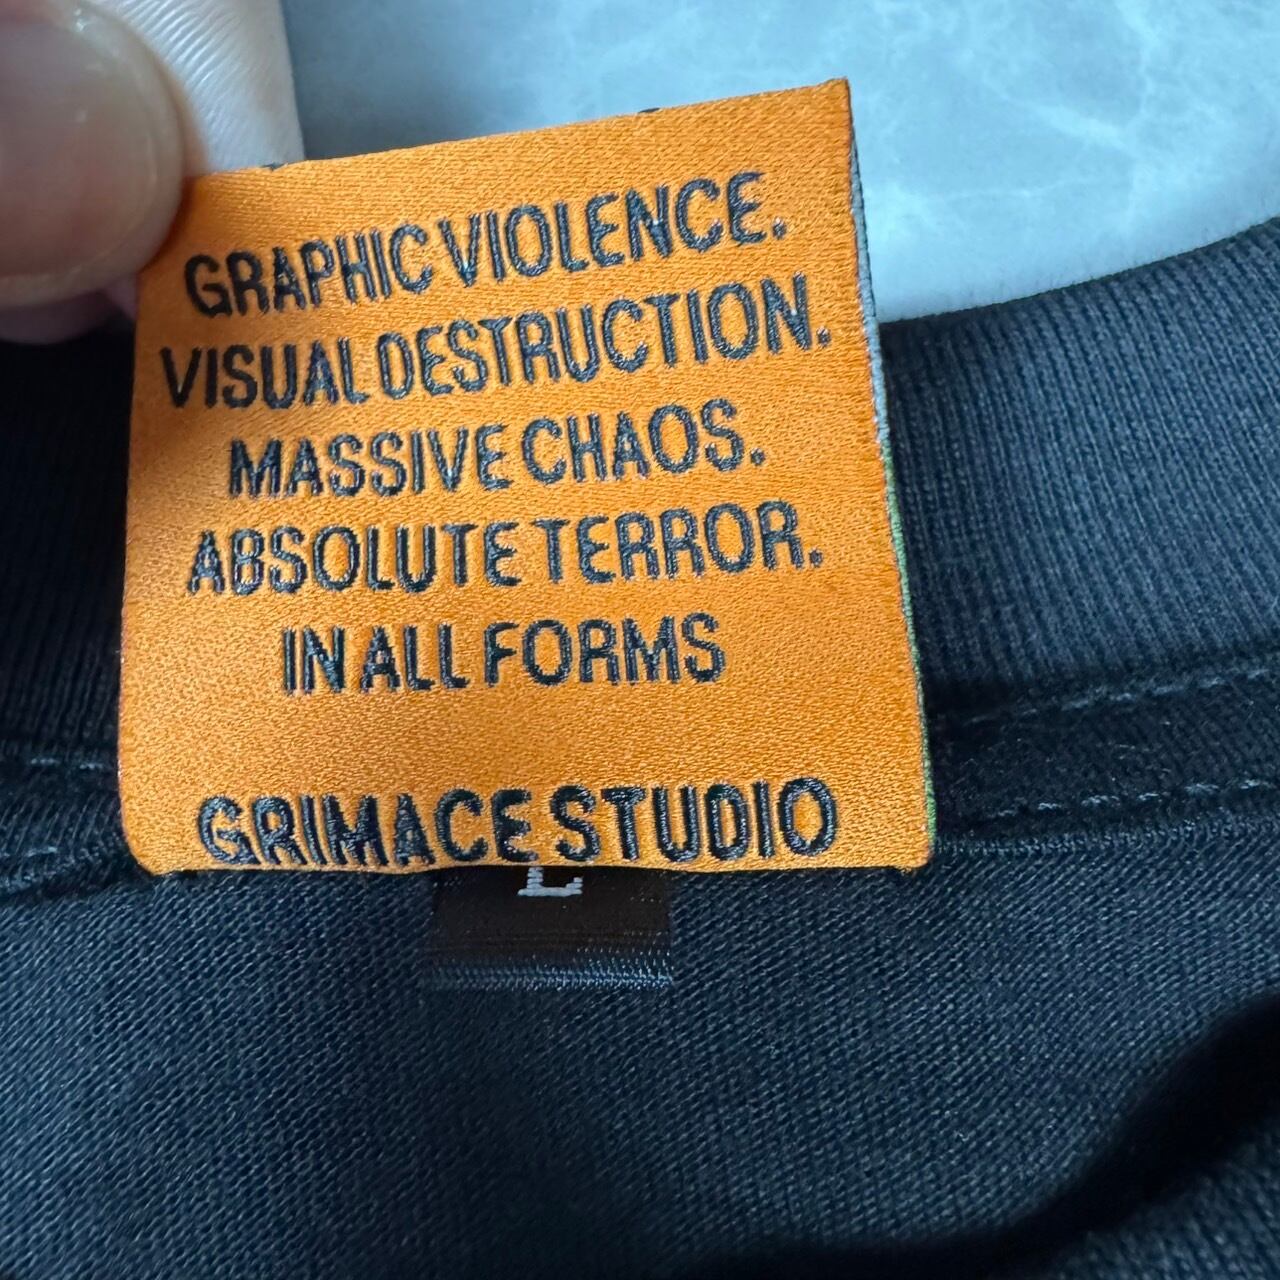 GRAPHIC VIOLENCE.
VISUAL DESTRUCTION.
MASSIVE CHAOS.
ABSOLUTE TERROR.
IN ALL FORMS
GRIMACE STUDIO
L